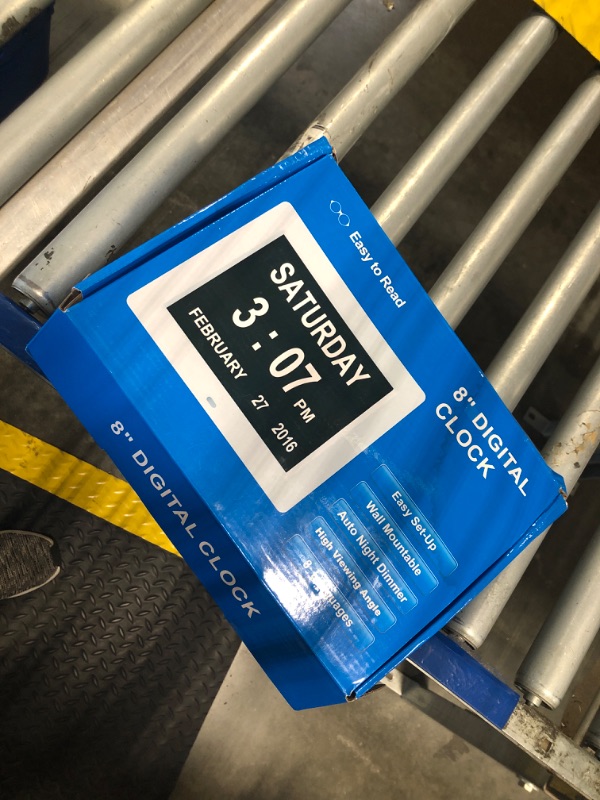 Easy to Read
SATURDAY
3:07 PM
FEBRUARY 27 2016
8" DIGITAL
CLOCK
Easy Set-Up
Wall Mountable
Auto Night Dimmer
High Viewing Angle
8" DIGITAL CLOCK